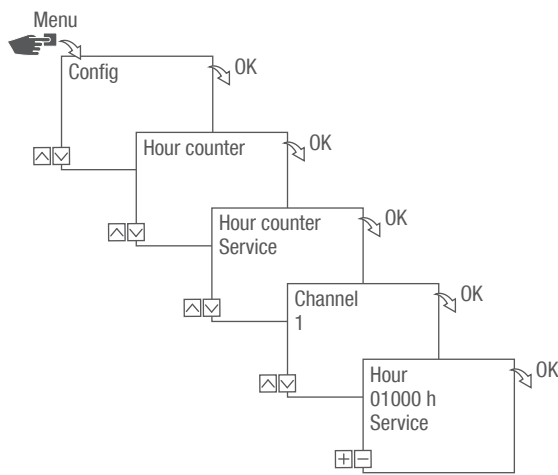 Menu
Config
OK
Hour counter
OK
Hour counter
Service
OK
Channel
1
OK
Hour
01000 h
Service
OK
+ −